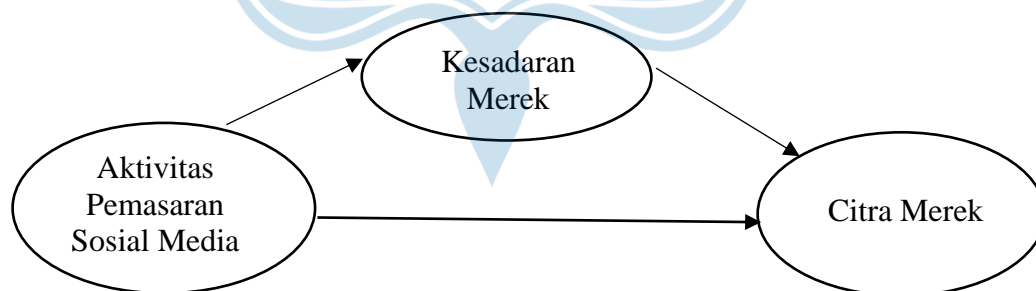 Kesadaran
Merek
Aktivitas
Pemasaran
Sosial Media
Citra Merek